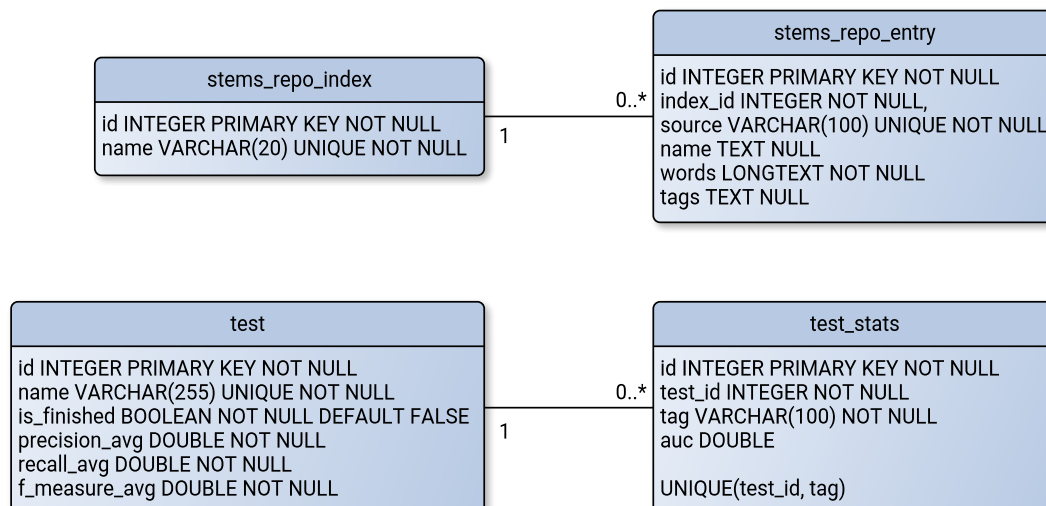 stems_repo_index
id INTEGER PRIMARY KEY NOT NULL
name VARCHAR(20) UNIQUE NOT NULL
1
0..*
stems_repo_entry
id INTEGER PRIMARY KEY NOT NULL
index_id INTEGER NOT NULL,
source VARCHAR(100) UNIQUE NOT NULL
name TEXT NULL
words LONGTEXT NOT NULL
tags TEXT NULL
test
id INTEGER PRIMARY KEY NOT NULL
name VARCHAR(255) UNIQUE NOT NULL
is_finished BOOLEAN NOT NULL DEFAULT FALSE
precision_avg DOUBLE NOT NULL
recall_avg DOUBLE NOT NULL
f_measure_avg DOUBLE NOT NULL
1
0..*
test_stats
id INTEGER PRIMARY KEY NOT NULL
test_id INTEGER NOT NULL
tag VARCHAR(100) NOT NULL
auc DOUBLE
UNIQUE(test_id, tag)